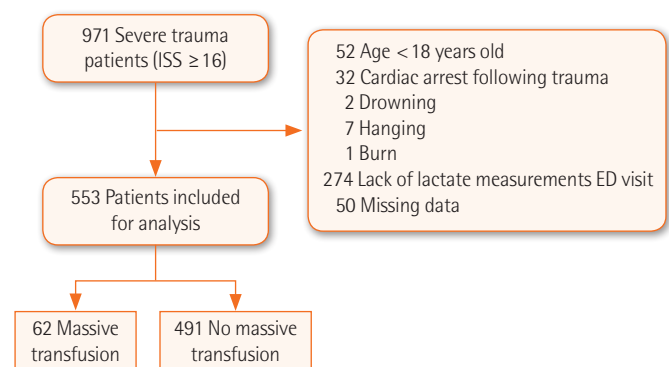 971 Severe trauma
patients (ISS ≥16)
52 Age <18 years old
32 Cardiac arrest following trauma
2 Drowning
7 Hanging
1 Burn
274 Lack of lactate measurements ED visit
50 Missing data
553 Patients included
for analysis
62 Massive
transfusion
491 No massive
transfusion